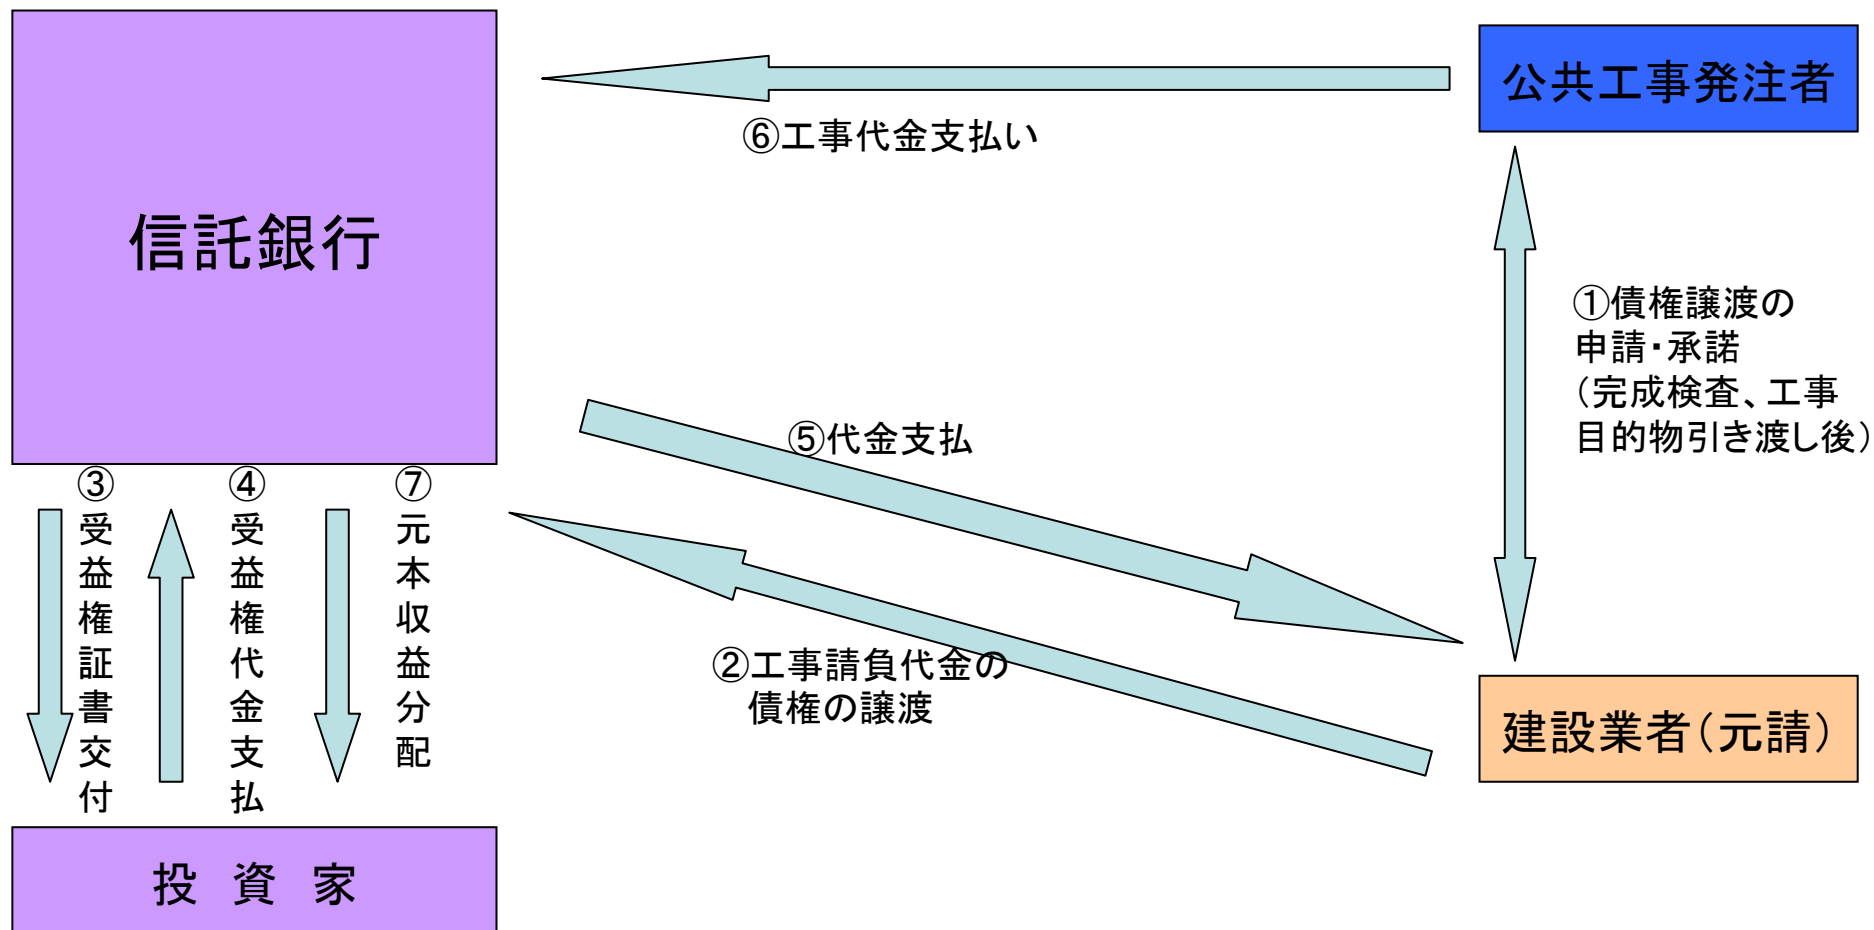 信託銀行
公共工事発注者
⑥工事代金支払い
①債権譲渡の
申請・承諾
（完成検査、工事
目的物引き渡し後）
⑤代金支払
②工事請負代金の
債権の譲渡
③受益権証書交付
④受益権代金支払
⑦元本収益分配
建設業者（元請）
投　資　家